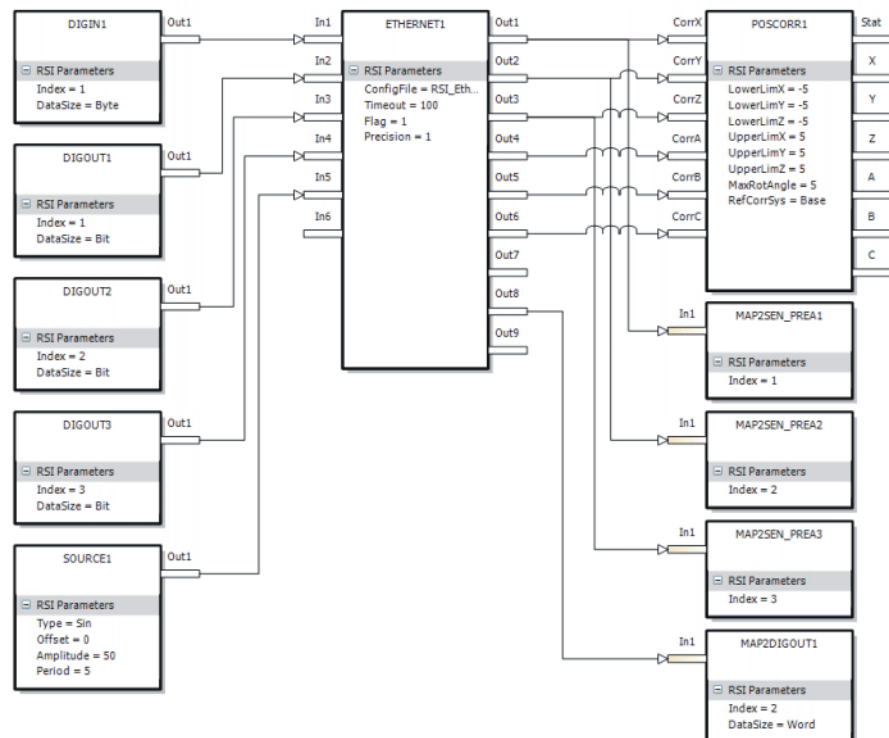 DIGIN1
Out1
RSI Parameters
Index = 1
DataSize = Byte
DIGOUT1
Out1
RSI Parameters
Index = 1
DataSize = Bit
DIGOUT2
Out1
RSI Parameters
Index = 2
DataSize = Bit
DIGOUT3
Out1
RSI Parameters
Index = 3
DataSize = Bit
SOURCE1
Out1
RSI Parameters
Type = Sin
Offset = 0
Amplitude = 50
Period = 5
In1
In2
In3
In4
In5
In6
ETHERNET1
RSI Parameters
ConfigFile = RSI_Eth...
Timeout = 100
Flag = 1
Precision = 1
Out1
Out2
Out3
Out4
Out5
Out6
Out7
Out8
Out9
CorrX
CorrY
CorrZ
CorrA
CorrB
CorrC
POSCORR1
RSI Parameters
LowerLimX = -5
LowerLimY = -5
LowerLimZ = -5
UpperLimX = 5
UpperLimY = 5
UpperLimZ = 5
MaxRotAngle = 5
RefCorrSys = Base
Stat
X
Y
Z
A
B
C
In1
MAP2SEN_PREA1
RSI Parameters
Index = 1
In1
MAP2SEN_PREA2
RSI Parameters
Index = 2
In1
MAP2SEN_PREA3
RSI Parameters
Index = 3
In1
MAP2DIGOUT1
RSI Parameters
Index = 2
DataSize = Word